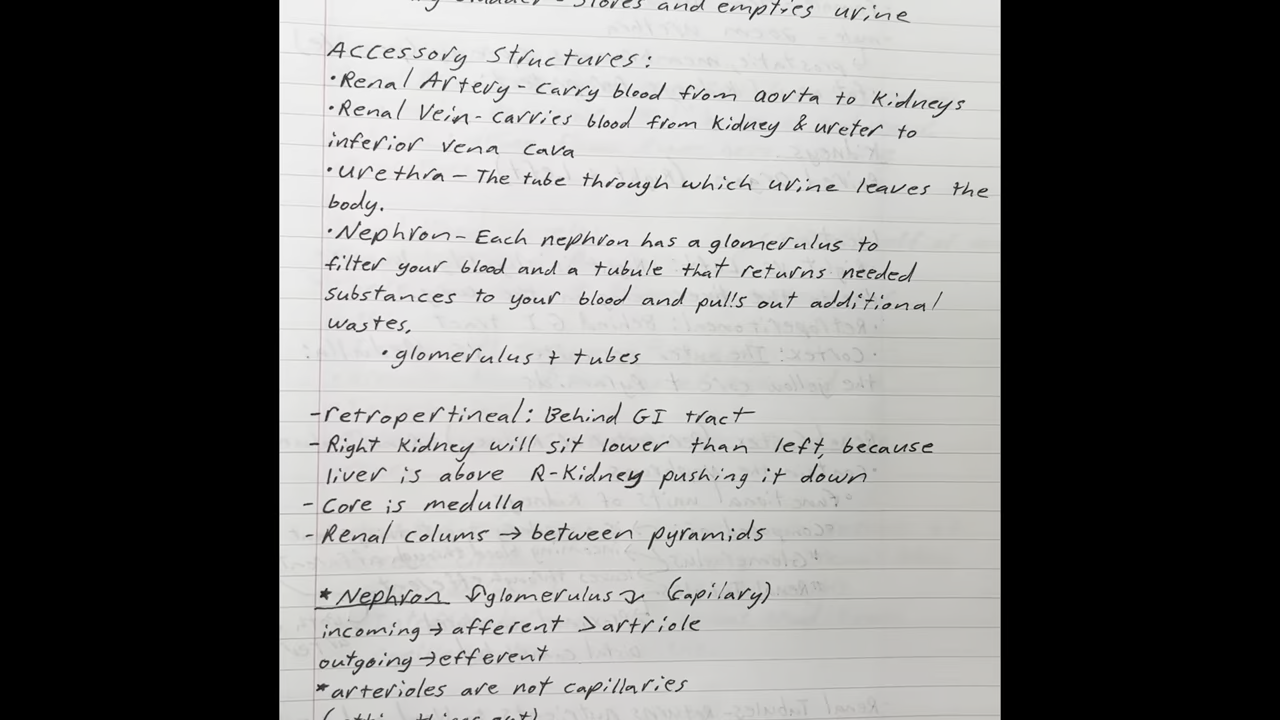 Stores and empties urine
Accessory Structures:
• Renal Artery - Carry blood from aorta to Kidneys
• Renal Vein - Carries blood from Kidney & ureter to
inferior vena cava
• Urethra - The tube through which urine leaves the
body.
• Nephron - Each nephron has a glomerulus to
filter your blood and a tubule that returns needed
substances to your blood and pulls out additional
wastes.
• glomerulus + tubes
- retropertineal: Behind GI tract
- Right Kidney will sit lower than left, because
liver is above R-Kidney pushing it down
- Core is medulla
- Renal colums → between pyramids
* Nephron glomerulus (capilary)
incoming → afferent > artriole
outgoing → efferent
* arterioles are not capillaries